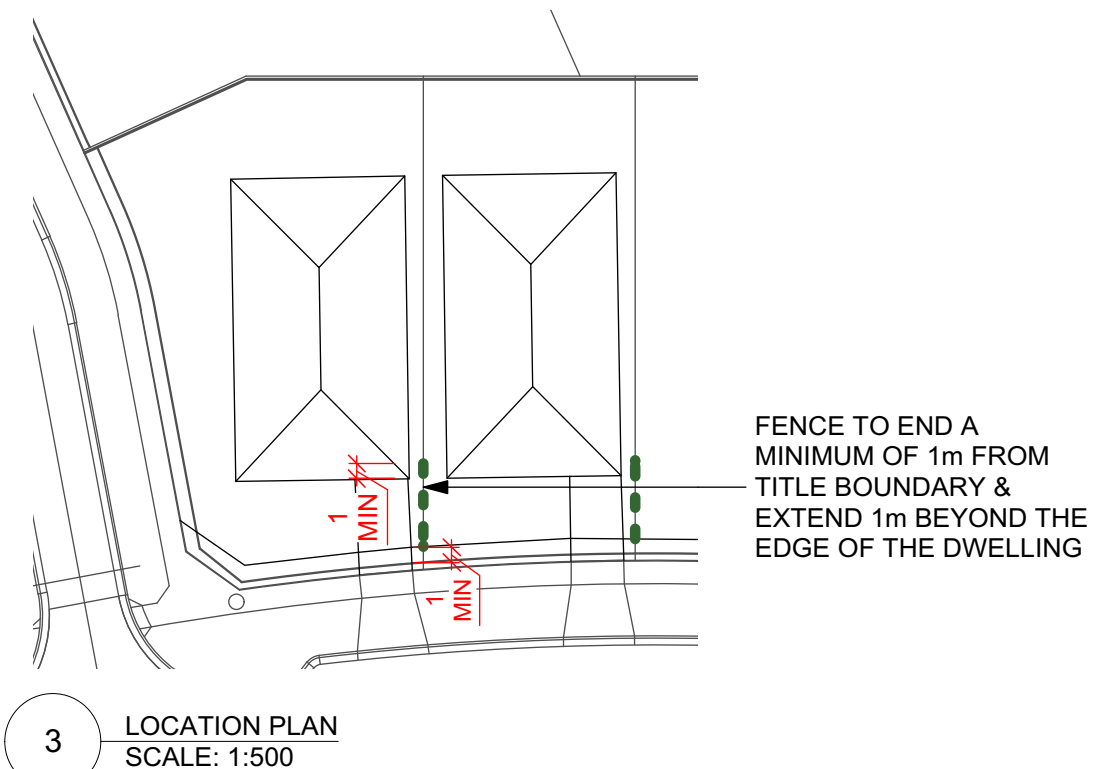 1
MIN
1
MIN
FENCE TO END A
MINIMUM OF 1m FROM
TITLE BOUNDARY &
EXTEND 1m BEYOND THE
EDGE OF THE DWELLING
3
LOCATION PLAN
SCALE: 1:500